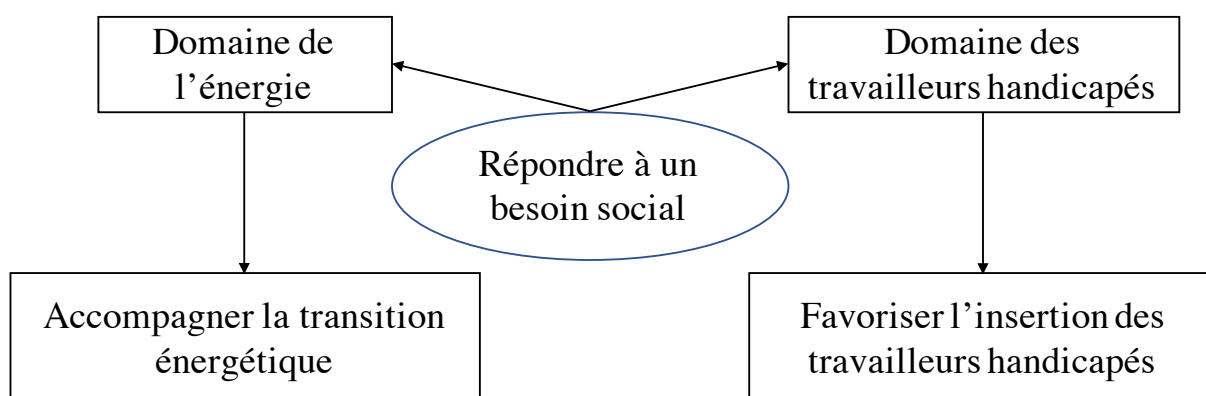 Domaine de
l’énergie
Domaine des
travailleurs handicapés
Répondre à un
besoin social
Accompagner la transition
énergétique
Favoriser l’insertion des
travailleurs handicapés